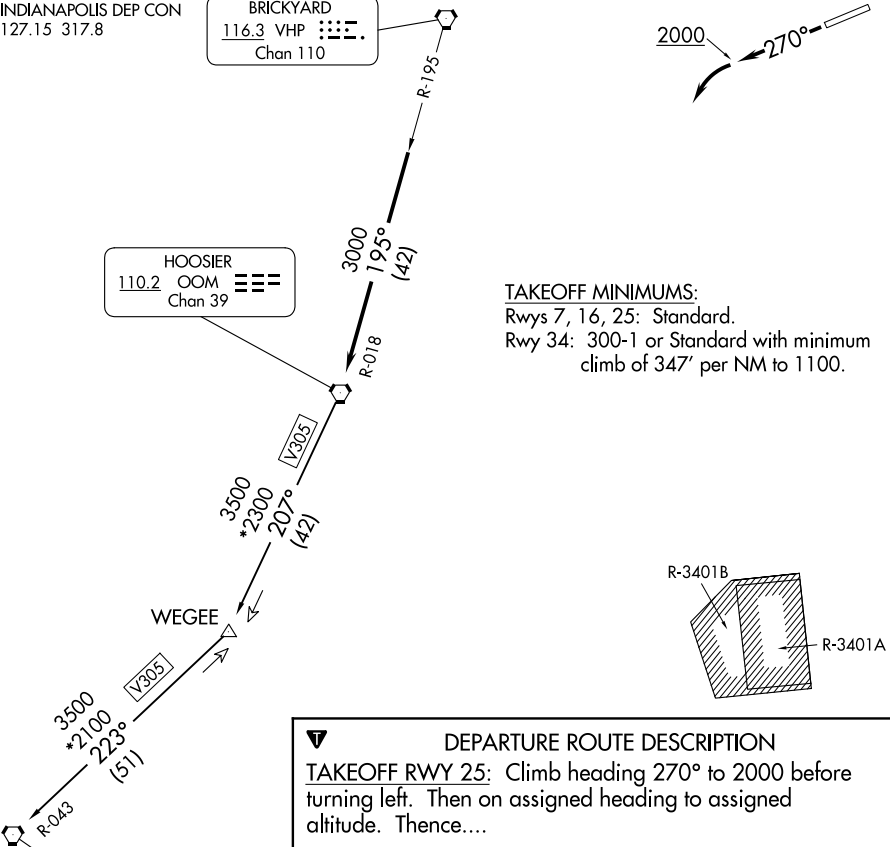 INDIANAPOLIS DEP CON
127.15 317.8
BRICKYARD
116.3 VHP
Chan 110
R-195
2000
270°
3000
195°
(42)
HOOSIER
110.2 OOM
Chan 39
R-018
TAKEOFF MINIMUMS:
Rwys 7, 16, 25: Standard.
Rwy 34: 300-1 or Standard with minimum
climb of 347' per NM to 1100.
V305
3500
*2300
207°
(42)
WEGEE
R-3401B
R-3401A
V305
3500
*2100
223°
(51)
R-043
T
DEPARTURE ROUTE DESCRIPTION
TAKEOFF RWY 25: Climb heading 270° to 2000 before
turning left. Then on assigned heading to assigned
altitude. Thence....